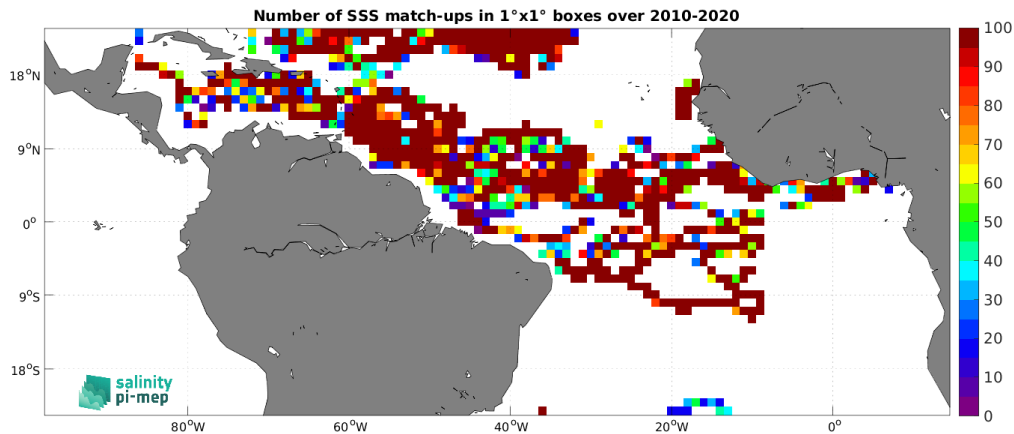 Number of SSS match-ups in 1°x1° boxes over 2010-2020
18°N
9°N
0°
9°S
18°S
80°W
60°W
40°W
20°W
0°
100
90
80
70
60
50
40
30
20
10
0
salinity
pi-mep